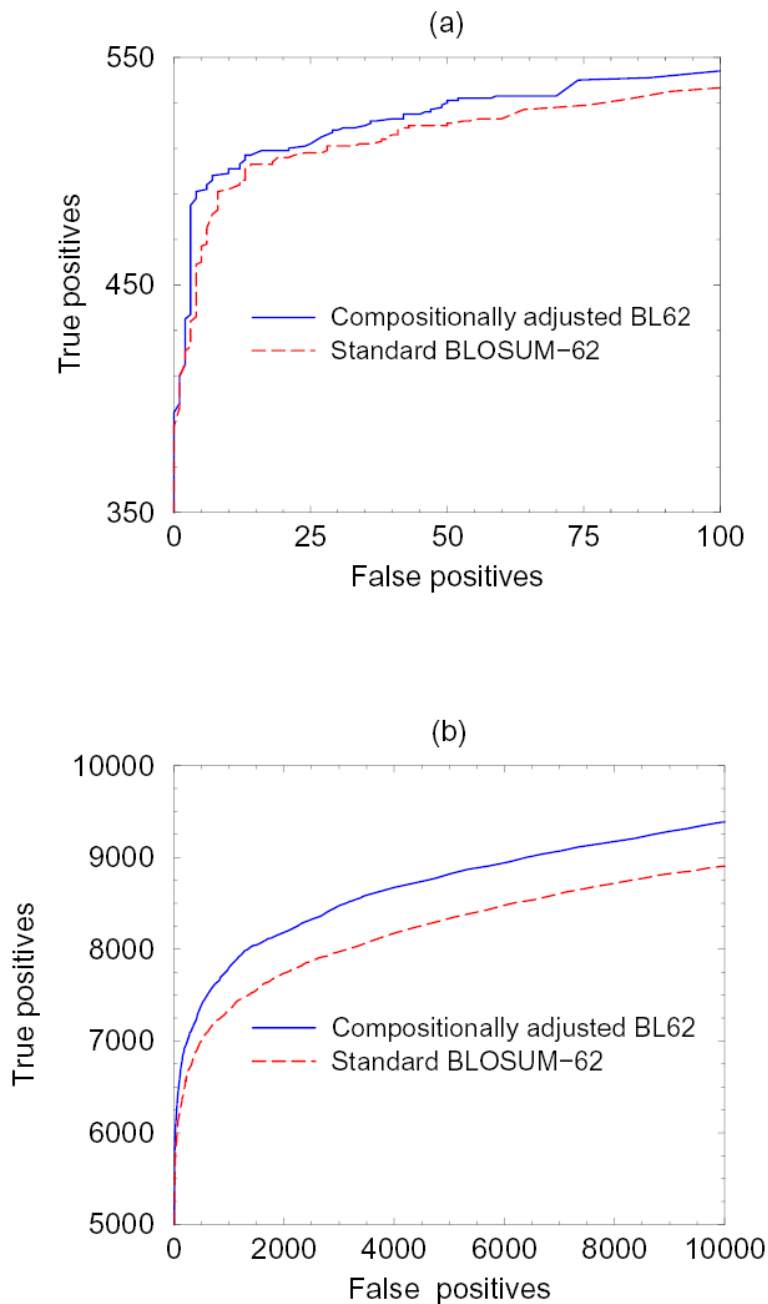 (a)
550
450
350
True positives
Compositionally adjusted BL62
Standard BLOSUM−62
0 25 50 75 100
False positives
(b)
10000
9000
8000
7000
6000
5000
True positives
Compositionally adjusted BL62
Standard BLOSUM−62
0 2000 4000 6000 8000 10000
False positives